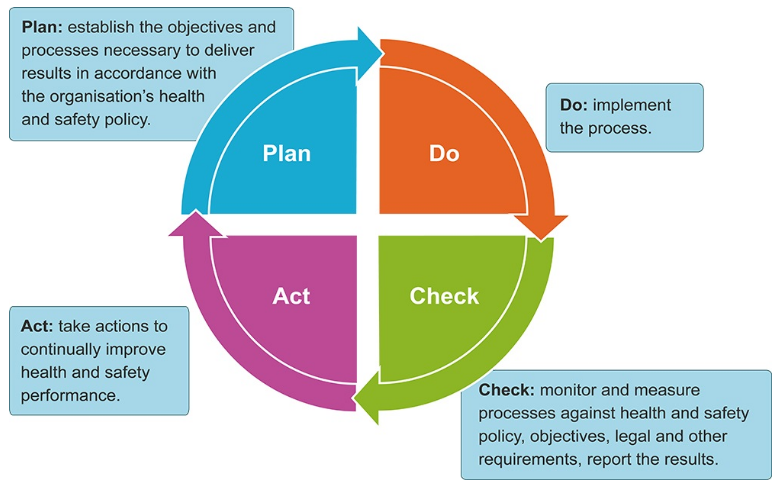 Plan: establish the objectives and
processes necessary to deliver
results in accordance with
the organisation's health
and safety policy.
Plan
Do
Do: implement
the process.
Act
Check
Act: take actions to
continually improve
health and safety
performance.
Check: monitor and measure
processes against health and safety
policy, objectives, legal and other
requirements, report the results.